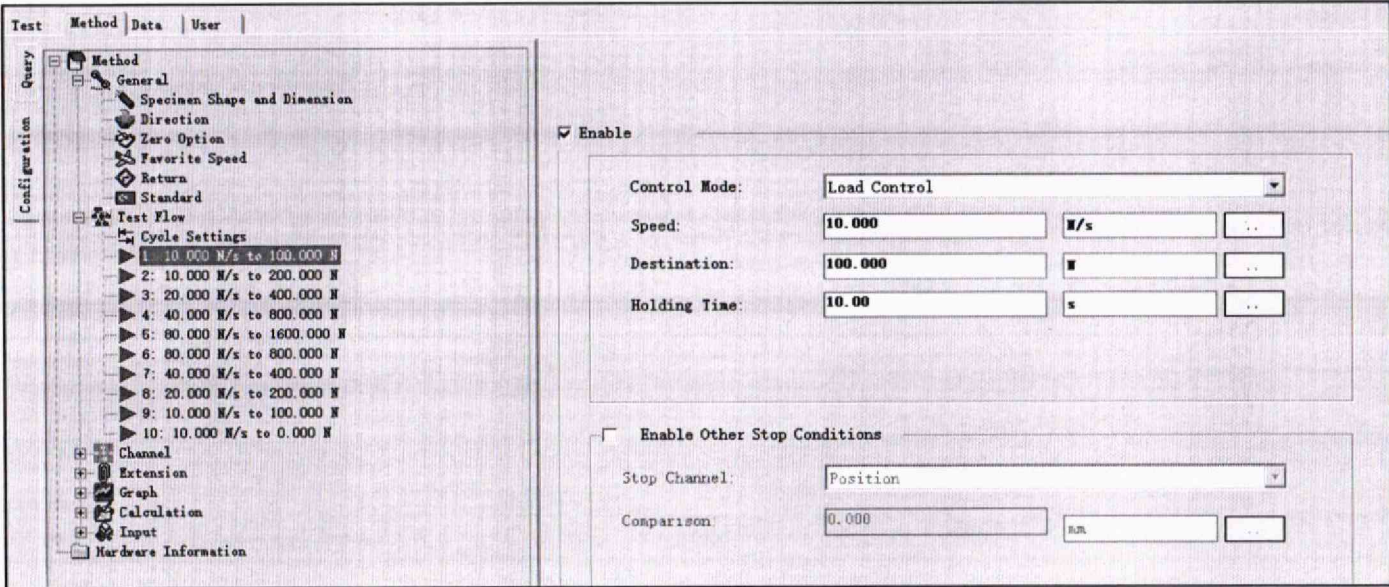 Test Method Data User
Query
Configuration
Method
General
Specimen Shape and Dimension
Direction
Zero Option
Favorite Speed
Return
Standard
Test Flow
Cycle Settings
1: 10.000 N/s to 100.000 N
2: 10.000 N/s to 200.000 N
3: 20.000 N/s to 400.000 N
4: 40.000 N/s to 800.000 N
5: 80.000 N/s to 1600.000 N
6: 80.000 N/s to 800.000 N
7: 40.000 N/s to 400.000 N
8: 20.000 N/s to 200.000 N
9: 10.000 N/s to 100.000 N
10: 10.000 N/s to 0.000 N
Channel
Extension
Graph
Calculation
Input
Hardware Information
Enable
Control Mode: Load Control
Speed: 10.000 N/s ..
Destination: 100.000 N ..
Holding Time: 10.00 s ..
Enable Other Stop Conditions
Stop Channel: Position
Comparison: 0.000 mm ..